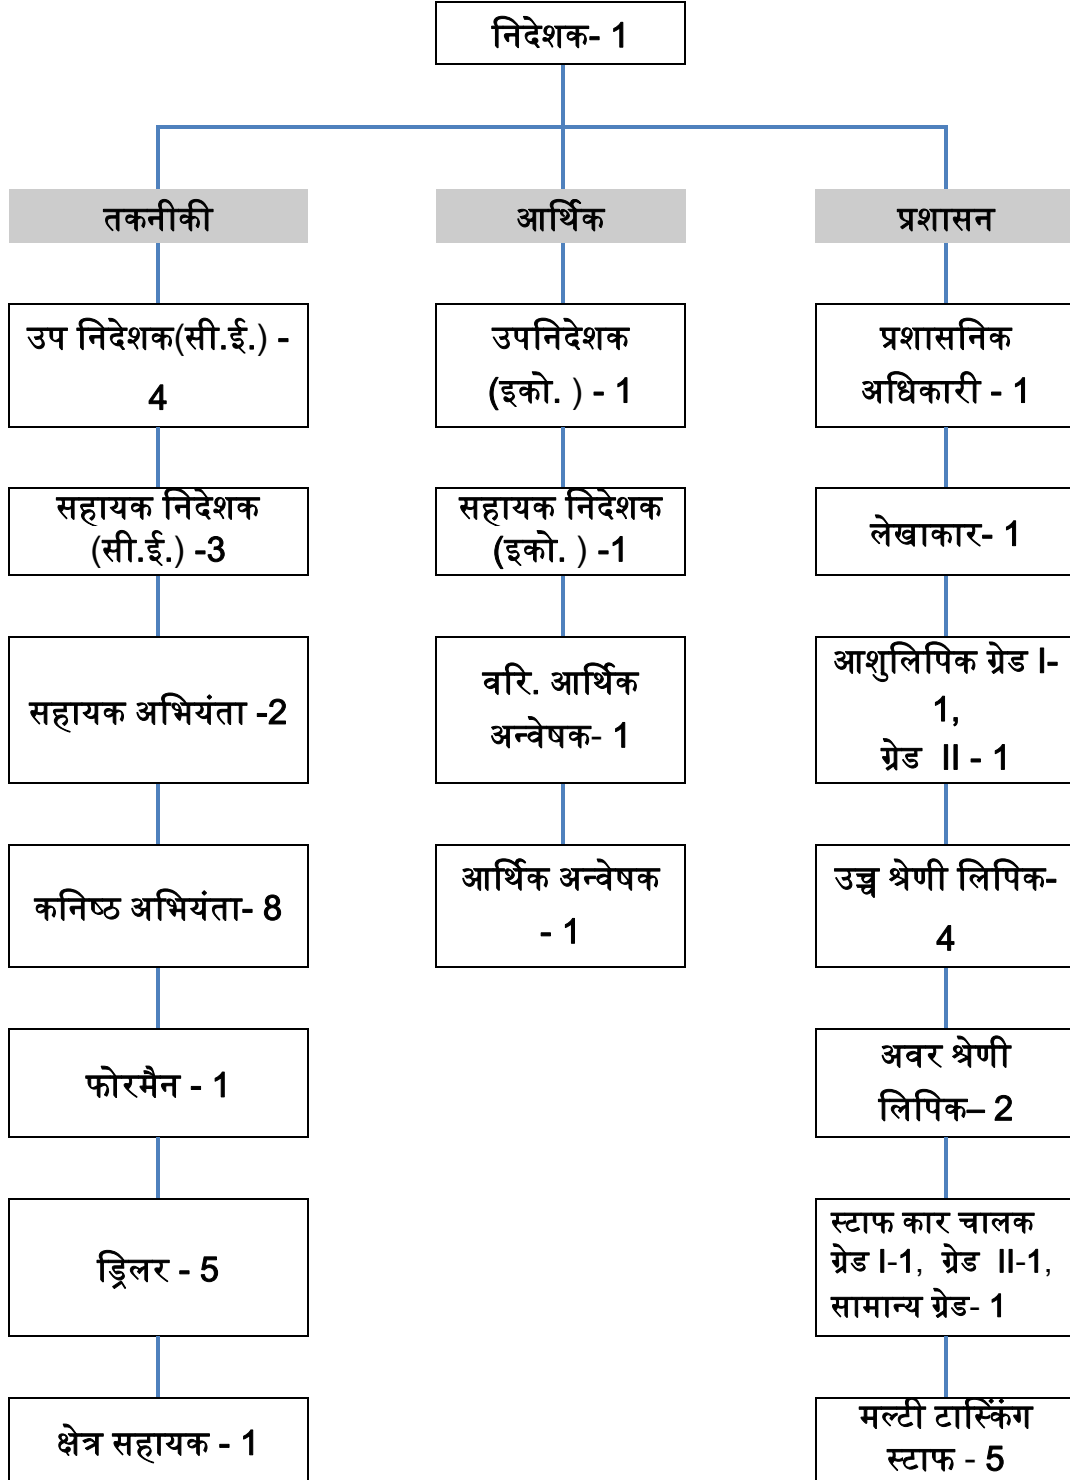 निदेशक- 1
तकनीकी
उप निदेशक(सी.ई.) -
4
सहायक निदेशक
(सी.ई.) -3
सहायक अभियंता -2
कनिष्ठ अभियंता- 8
फोरमैन - 1
ड्रिलर - 5
क्षेत्र सहायक - 1
आर्थिक
उपनिदेशक
(इको. ) - 1
सहायक निदेशक
(इको. ) -1
वरि. आर्थिक
अन्वेषक- 1
आर्थिक अन्वेषक
- 1
प्रशासन
प्रशासनिक
अधिकारी - 1
लेखाकार- 1
आशुलिपिक ग्रेड I-
1,
ग्रेड II - 1
उच्च श्रेणी लिपिक-
4
अवर श्रेणी
लिपिक– 2
स्टाफ कार चालक
ग्रेड I-1, ग्रेड II-1,
सामान्य ग्रेड- 1
मल्टी टास्किंग
स्टाफ - 5